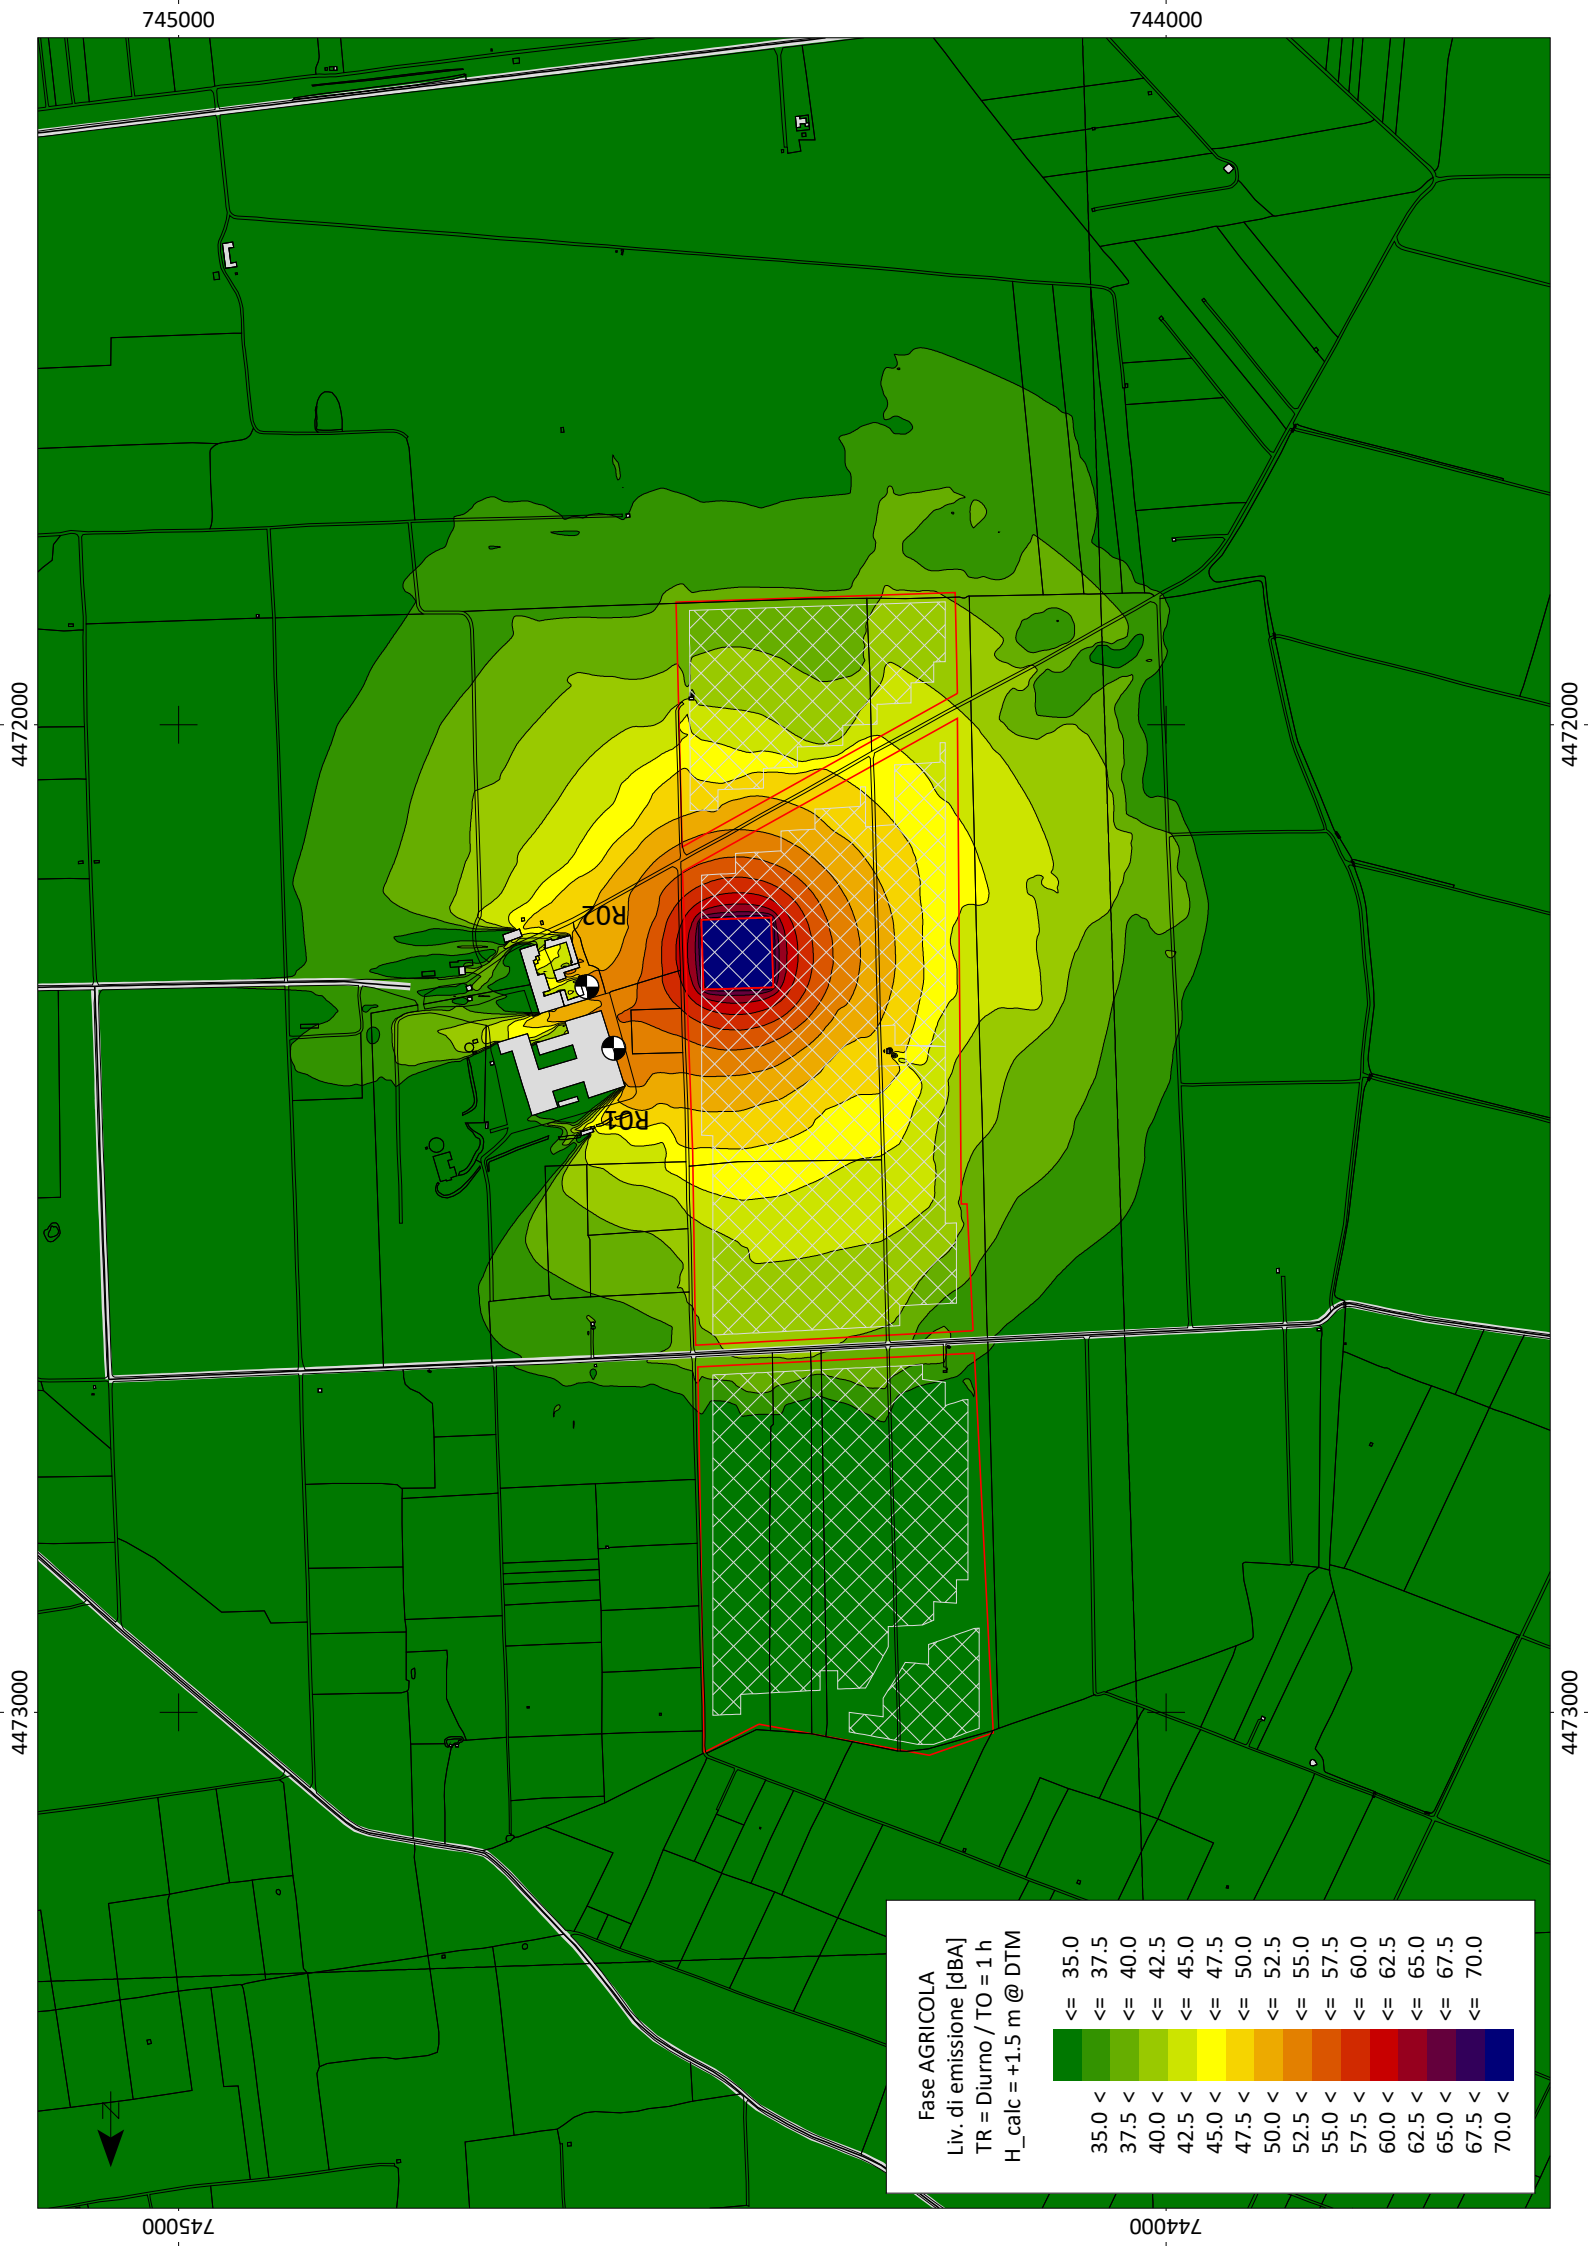 745000
744000
4472000
4472000
R02
R01
4473000
4473000
N
Fase AGRICOLA
Liv. di emissione [dBA]
TR = Diurno / TO = 1 h
H_calc = +1.5 m @ DTM
<= 35.0
35.0 < <= 37.5
37.5 < <= 40.0
40.0 < <= 42.5
42.5 < <= 45.0
45.0 < <= 47.5
47.5 < <= 50.0
50.0 < <= 52.5
52.5 < <= 55.0
55.0 < <= 57.5
57.5 < <= 60.0
60.0 < <= 62.5
62.5 < <= 65.0
65.0 < <= 67.5
67.5 < <= 70.0
70.0 <
745000
744000